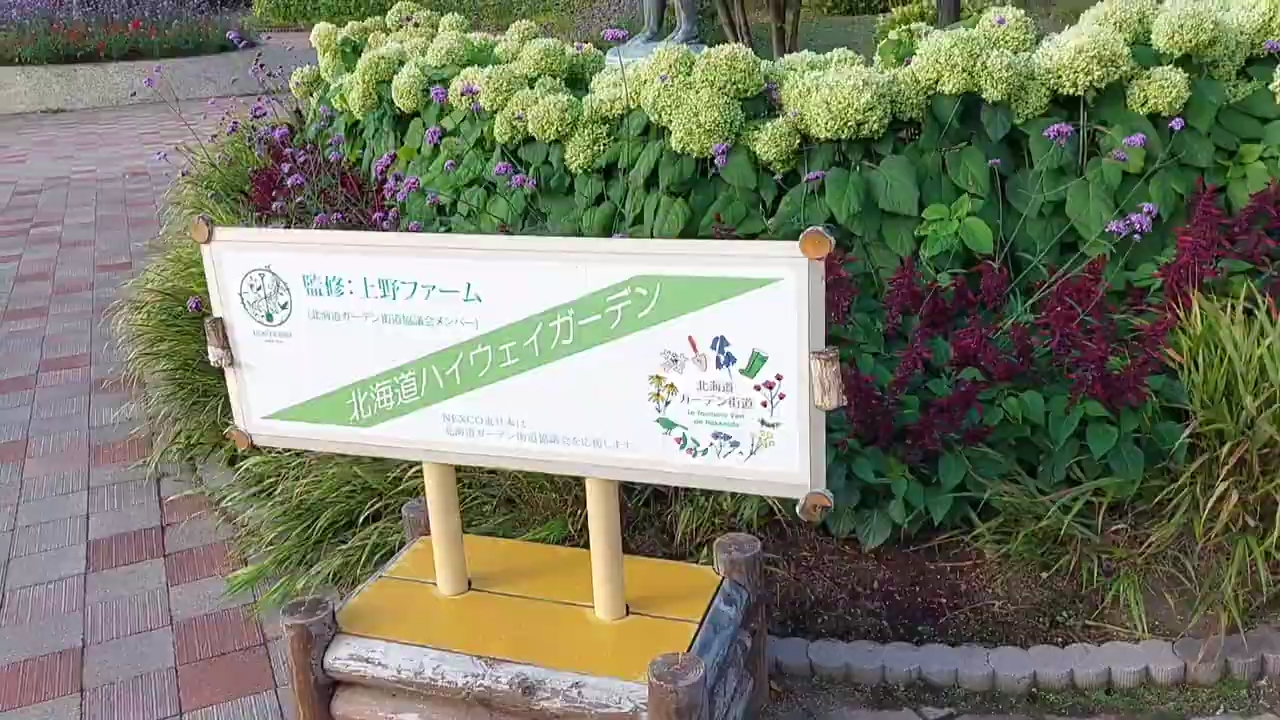 監修:上野ファーム
(北海道ガーデン街道協議会メンバー)
北海道ハイウェイガーデン
NEXCO東日本は
北海道ガーデン街道協議会を応援します
北海道
ガーデン街道